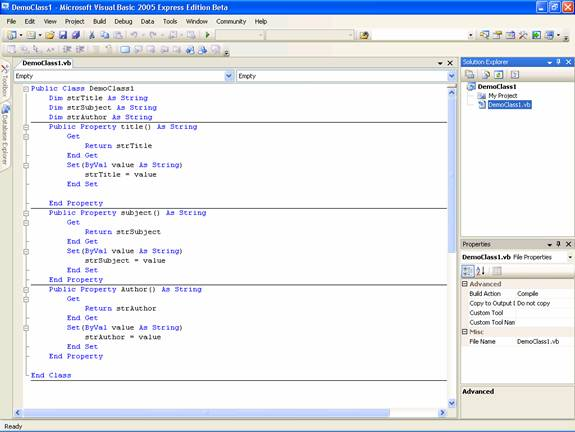 DemoClass1 - Microsoft Visual Basic 2005 Express Edition Beta
File Edit View Project Build Debug Data Tools Window Community Help
Toolbox
Database Explorer
DemoClass1.vb
Empty Empty
Public Class DemoClass1
Dim strTitle As String
Dim strSubject As String
Dim strAuthor As String
Public Property title() As String
Get
Return strTitle
End Get
Set(ByVal value As String)
strTitle = value
End Set
End Property
Public Property subject() As String
Get
Return strSubject
End Get
Set(ByVal value As String)
strSubject = value
End Set
End Property
Public Property Author() As String
Get
Return strAuthor
End Get
Set(ByVal value As String)
strAuthor = value
End Set
End Property
End Class
Solution Explorer
DemoClass1
My Project
DemoClass1.vb
Properties
DemoClass1.vb File Properties
Advanced
Build Action Compile
Copy to Output I Do not copy
Custom Tool
Custom Tool Nam
Misc
File Name DemoClass1.vb
Advanced
Ready